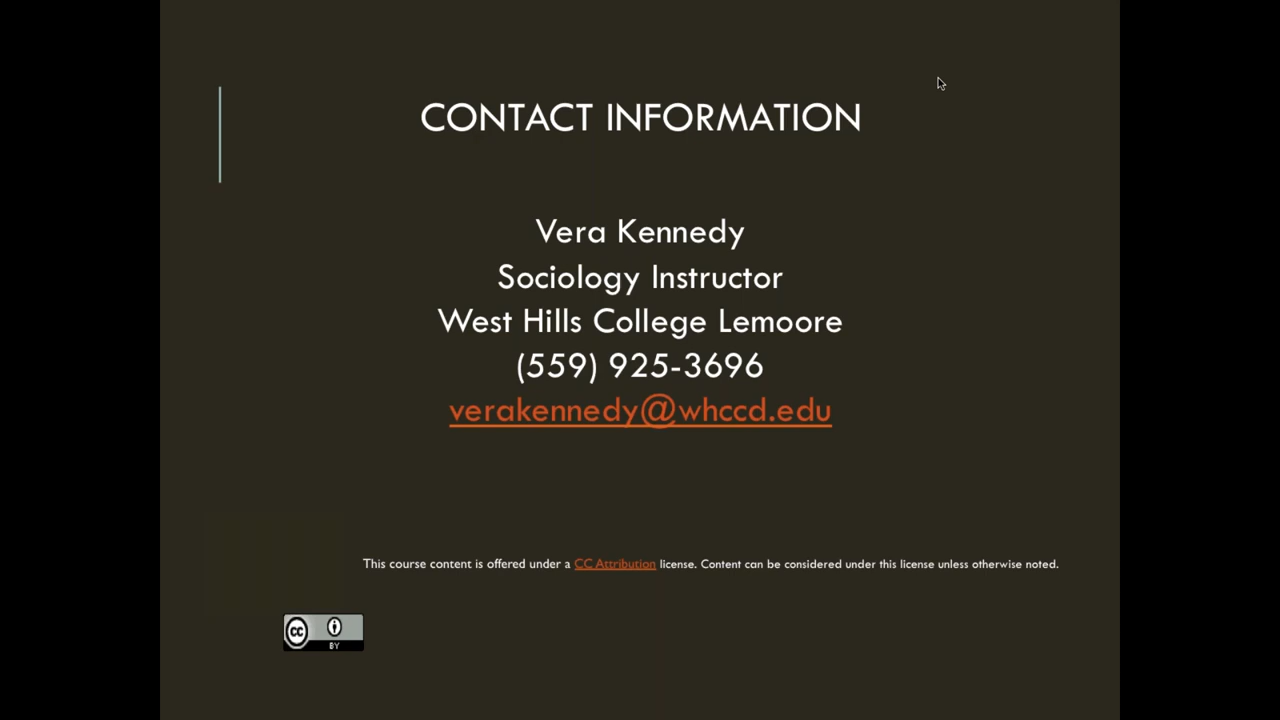 CONTACT INFORMATION
Vera Kennedy
Sociology Instructor
West Hills College Lemoore
(559) 925-3696
verakennedy@whccd.edu
This course content is offered under a CC Attribution license. Content can be considered under this license unless otherwise noted.
cc
BY